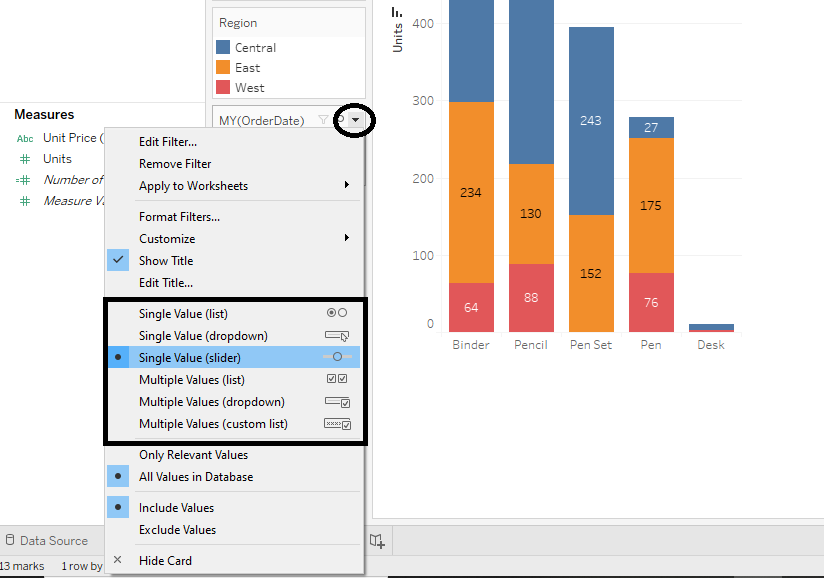 Region
Central
East
West
MY(OrderDate)
Measures
Abc Unit Price (
# Units
=# Number of
# Measure Va
Edit Filter...
Remove Filter
Apply to Worksheets
Format Filters...
Customize
Show Title
Edit Title...
Single Value (list)
Single Value (dropdown)
Single Value (slider)
Multiple Values (list)
Multiple Values (dropdown)
Multiple Values (custom list)
Only Relevant Values
All Values in Database
Include Values
Exclude Values
Hide Card
Units
400
300
200
100
0
243
27
234
130
175
152
64
88
76
Binder Pencil Pen Set Pen Desk
Data Source
13 marks 1 row by